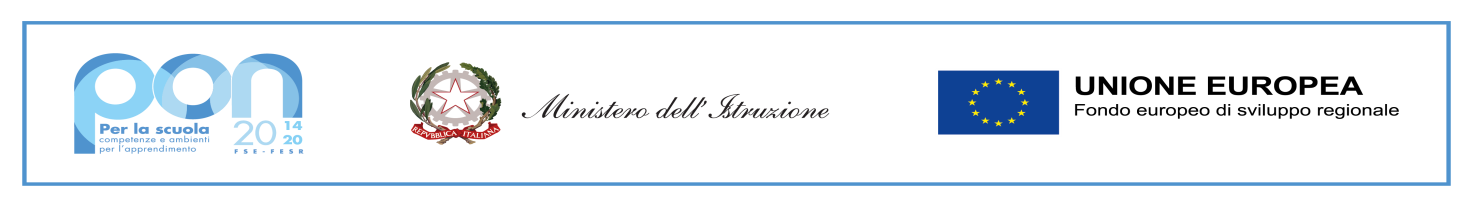 pon
Per la scuola
competenze e ambienti
per l'apprendimento
20 14
20
FSE-FESR
REPVBBLICA ITALIANA
Ministero dell'Istruzione
UNIONE EUROPEA
Fondo europeo di sviluppo regionale